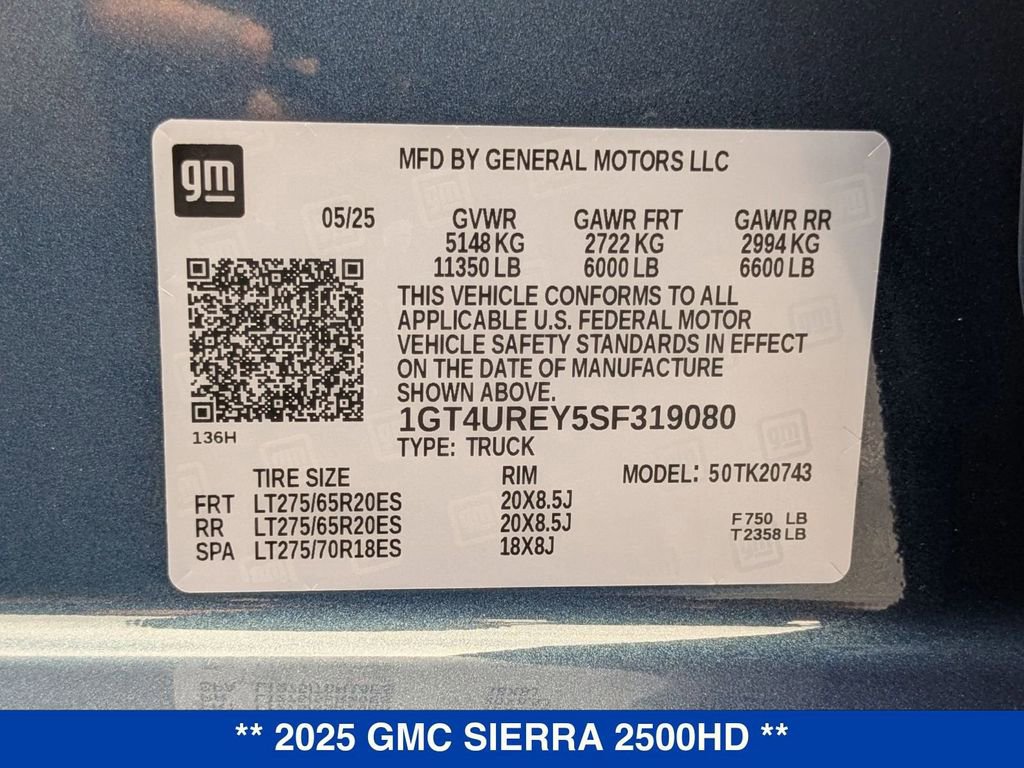 gm
MFD BY GENERAL MOTORS LLC
05/25 GVWR GAWR FRT GAWR RR
5148 KG 2722 KG 2994 KG
11350 LB 6000 LB 6600 LB
THIS VEHICLE CONFORMS TO ALL
APPLICABLE U.S. FEDERAL MOTOR
VEHICLE SAFETY STANDARDS IN EFFECT
ON THE DATE OF MANUFACTURE
SHOWN ABOVE.
1GT4UREY5SF319080
136H
TYPE: TRUCK
TIRE SIZE RIM MODEL: 50TK20743
FRT LT275/65R20ES 20X8.5J
RR LT275/65R20ES 20X8.5J F750 LB
SPA LT275/70R18ES 18X8J T2358 LB
** 2025 GMC SIERRA 2500HD **